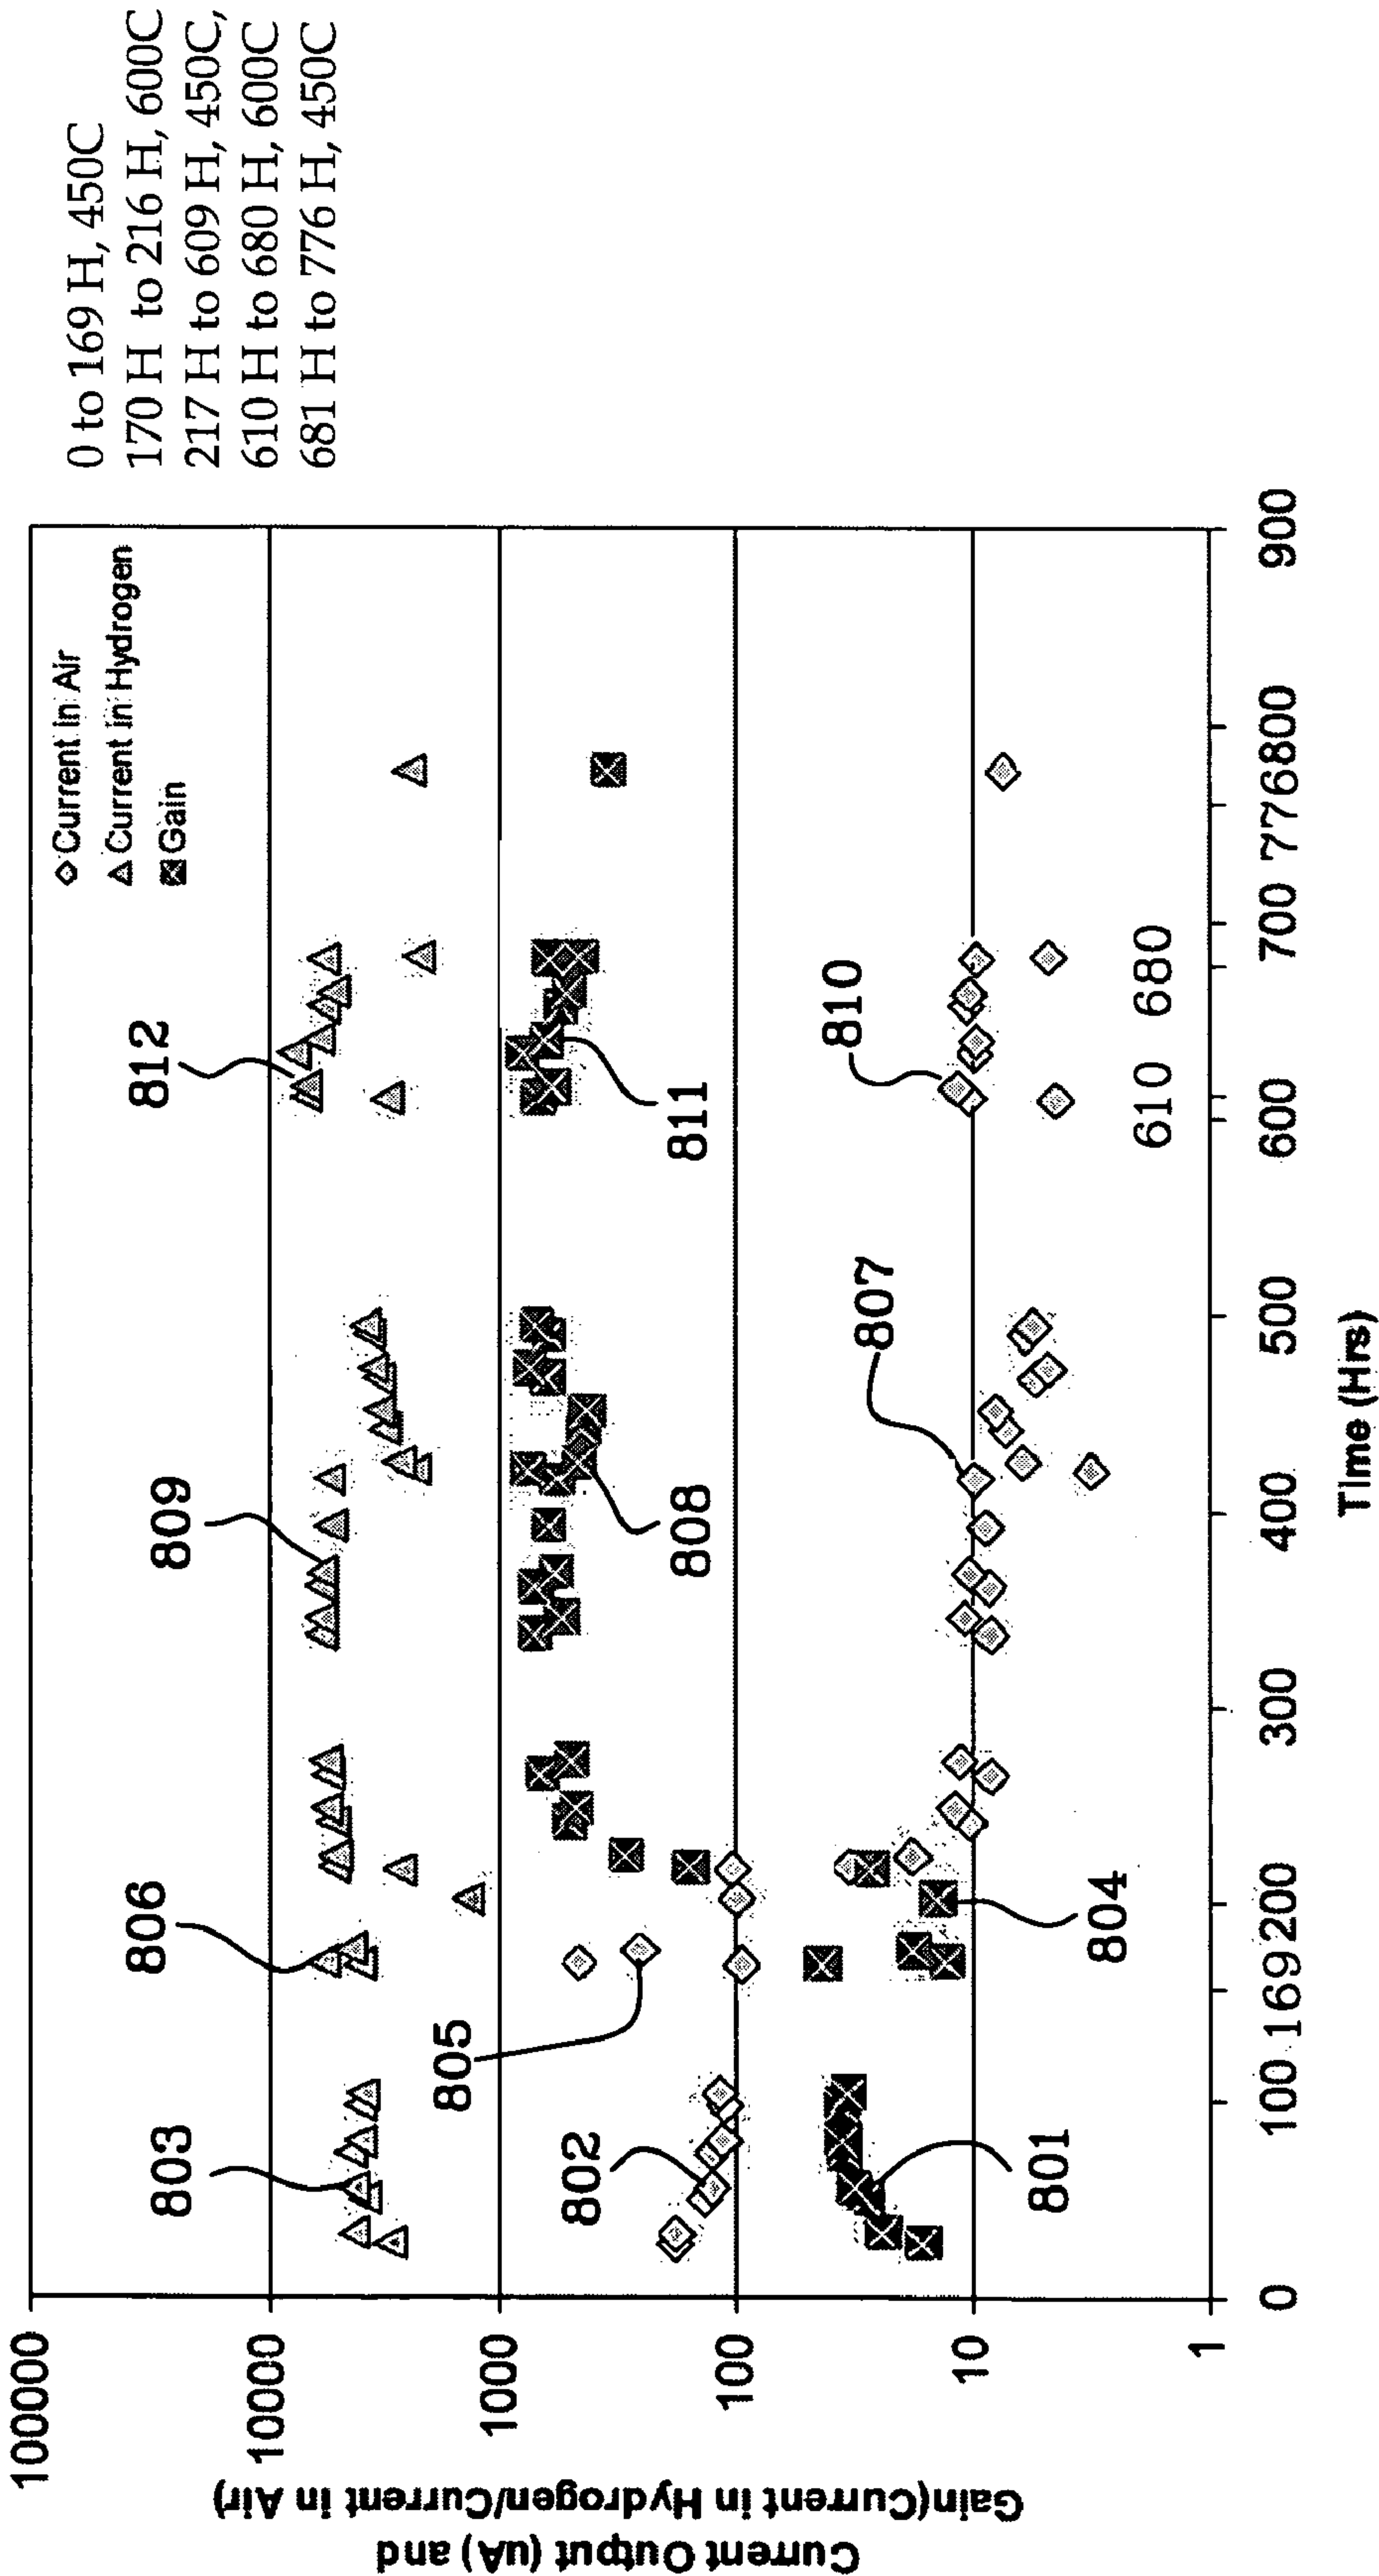 0 to 169 H, 450C
170 H to 216 H, 600C
217 H to 609 H, 450C,
610 H to 680 H, 600C
681 H to 776 H, 450C
Current in Air
Current in Hydrogen
Gain
Current Output (uA) and
Gain(Current in Hydrogen/Current in Air)
100000
10000
1000
100
10
1
803
806
809
812
802
805
808
811
801
804
807
810
610 680
0 100 169 200 300 400 500 600 700 776 800 900
Time (Hrs)